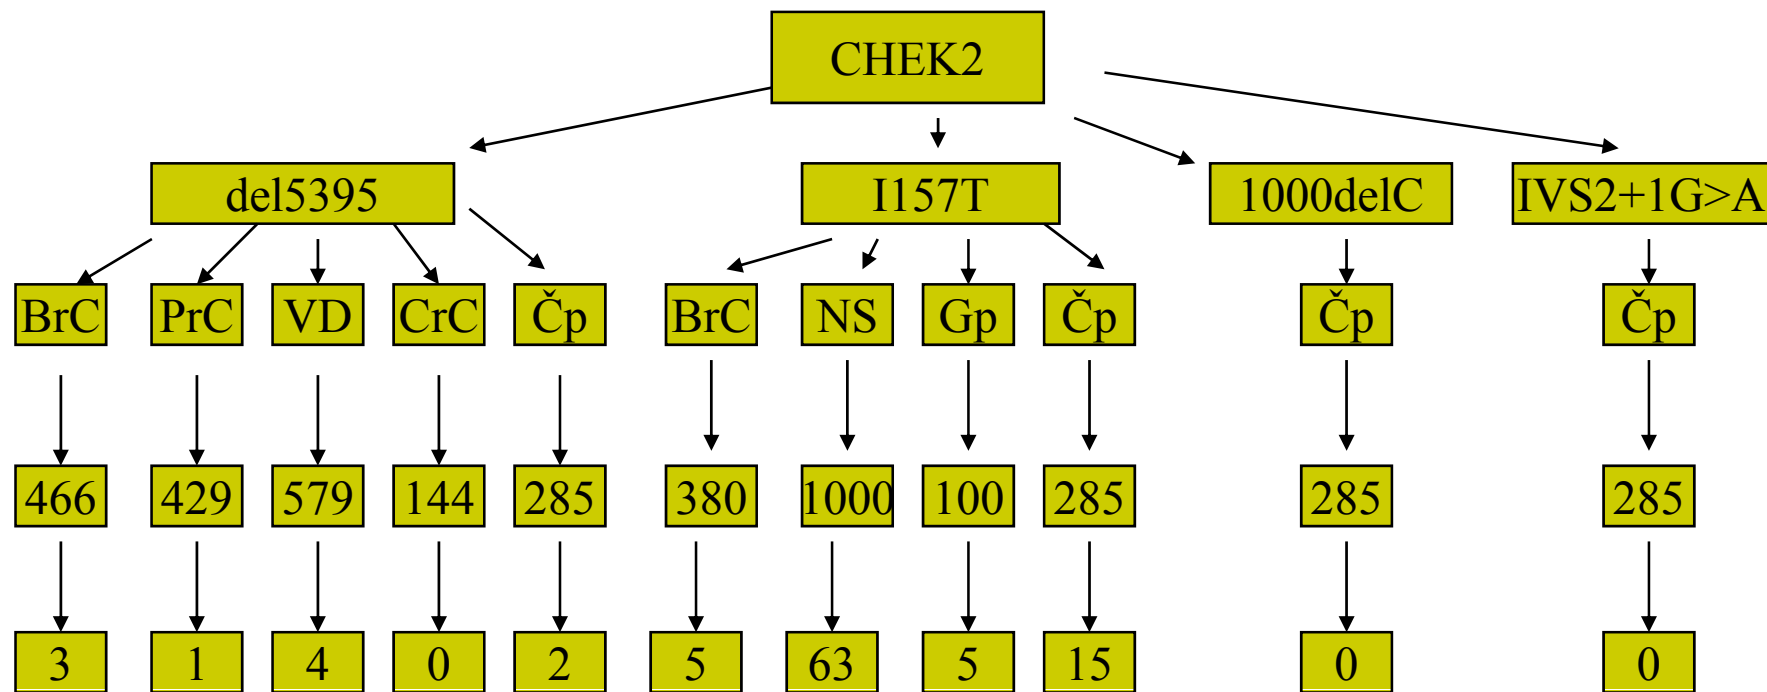 CHEK2
del5395 I157T 1000delC IVS2+1G>A
BrC PrC VD CrC Čp BrC NS Gp Čp Čp Čp
466 429 579 144 285 380 1000 100 285 285 285
3 1 4 0 2 5 63 5 15 0 0